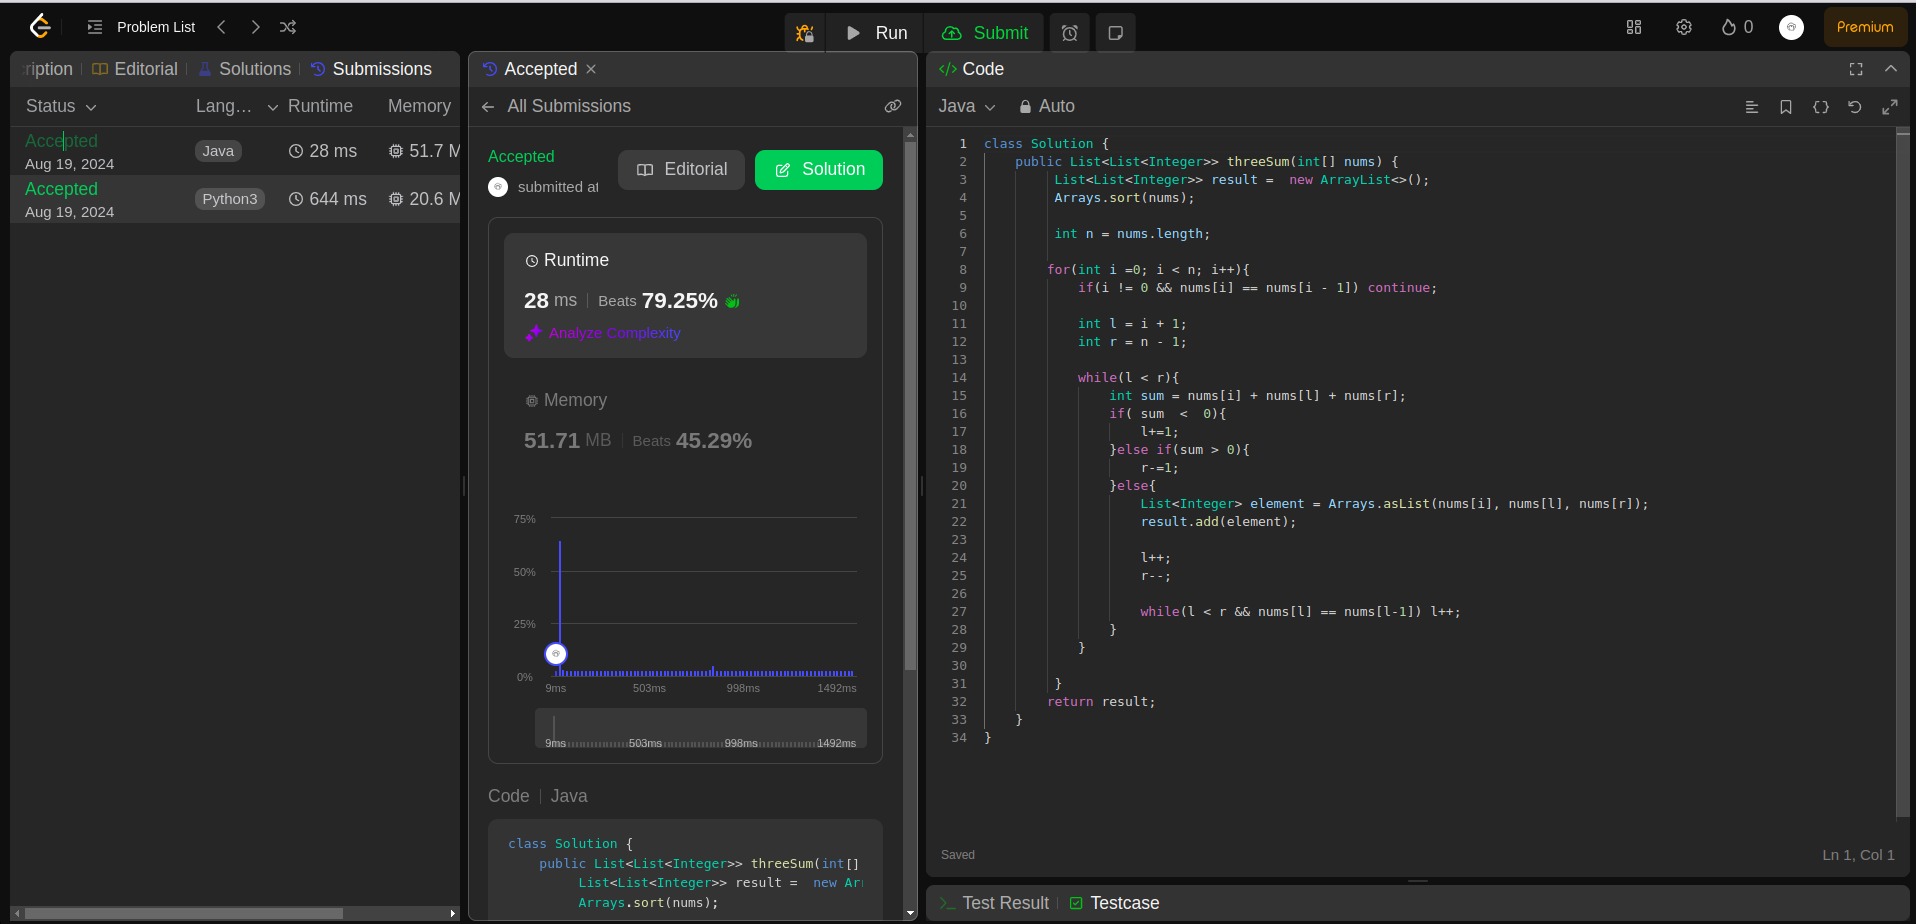 Problem List
Run
Submit
0
Premium
ription
Editorial
Solutions
Submissions
Status
Lang...
Runtime
Memory
Accepted
Aug 19, 2024
Java
28 ms
51.7 M
Accepted
Aug 19, 2024
Python3
644 ms
20.6 M
Accepted
All Submissions
Accepted
submitted at
Editorial
Solution
Runtime
28 ms
Beats 79.25%
Analyze Complexity
Memory
51.71 MB
Beats 45.29%
75%
50%
25%
0%
9ms 503ms 998ms 1492ms
9ms 503ms 998ms 1492ms
Code | Java
class Solution {
public List<List<Integer>> threeSum(int[]
List<List<Integer>> result =  new Arr
Arrays.sort(nums);
</> Code
Java
Auto
1 class Solution {
2 public List<List<Integer>> threeSum(int[] nums) {
3 List<List<Integer>> result =  new ArrayList<>();
4 Arrays.sort(nums);
5
6 int n = nums.length;
7
8 for(int i =0; i < n; i++){
9 if(i != 0 && nums[i] == nums[i - 1]) continue;
10
11 int l = i + 1;
12 int r = n - 1;
13
14 while(l < r){
15 int sum = nums[i] + nums[l] + nums[r];
16 if( sum  <  0){
17 l+=1;
18 }else if(sum > 0){
19 r-=1;
20 }else{
21 List<Integer> element = Arrays.asList(nums[i], nums[l], nums[r]);
22 result.add(element);
23
24 l++;
25 r--;
26
27 while(l < r && nums[l] == nums[l-1]) l++;
28 }
29 }
30
31 }
32 return result;
33 }
34 }
Saved
Ln 1, Col 1
Test Result
Testcase